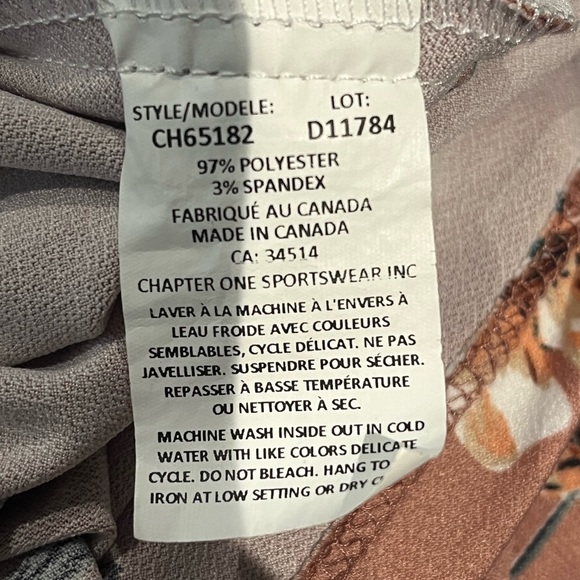 STYLE/MODELE: LOT:
CH65182 D11784
97% POLYESTER
3% SPANDEX
FABRIQUÉ AU CANADA
MADE IN CANADA
CA: 34514
CHAPTER ONE SPORTSWEAR INC
LAVER À LA MACHINE À L'ENVERS À
LEAU FROIDE AVEC COULEURS
SEMBLABLES, CYCLE DÉLICAT. NE PAS
JAVELLISER. SUSPENDRE POUR SÉCHER.
REPASSER À BASSE TEMPÉRATURE
OU NETTOYER À SEC.
MACHINE WASH INSIDE OUT IN COLD
WATER WITH LIKE COLORS DELICATE
CYCLE. DO NOT BLEACH. HANG TO
IRON AT LOW SETTING OR DRY